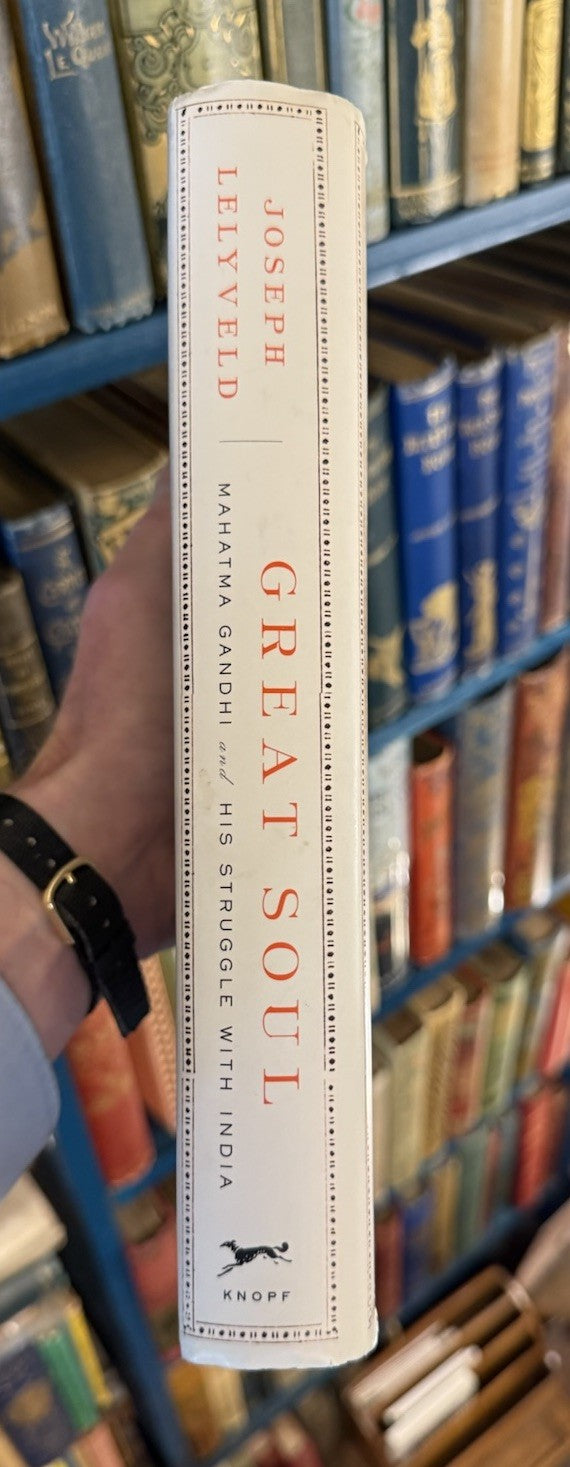 JOSEPH
LELYVELD
GREAT SOUL
MAHATMA GANDHI and HIS STRUGGLE WITH INDIA
KNOPF